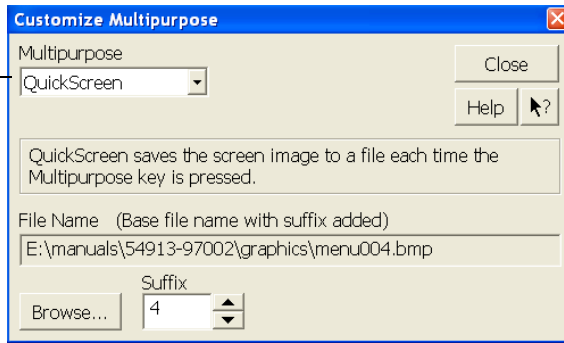 Customize Multipurpose
Multipurpose
QuickScreen
Close
Help
?
QuickScreen saves the screen image to a file each time the
Multipurpose key is pressed.
File Name (Base file name with suffix added)
E:\manuals\54913-97002\graphics\menu004.bmp
Suffix
Browse...
4